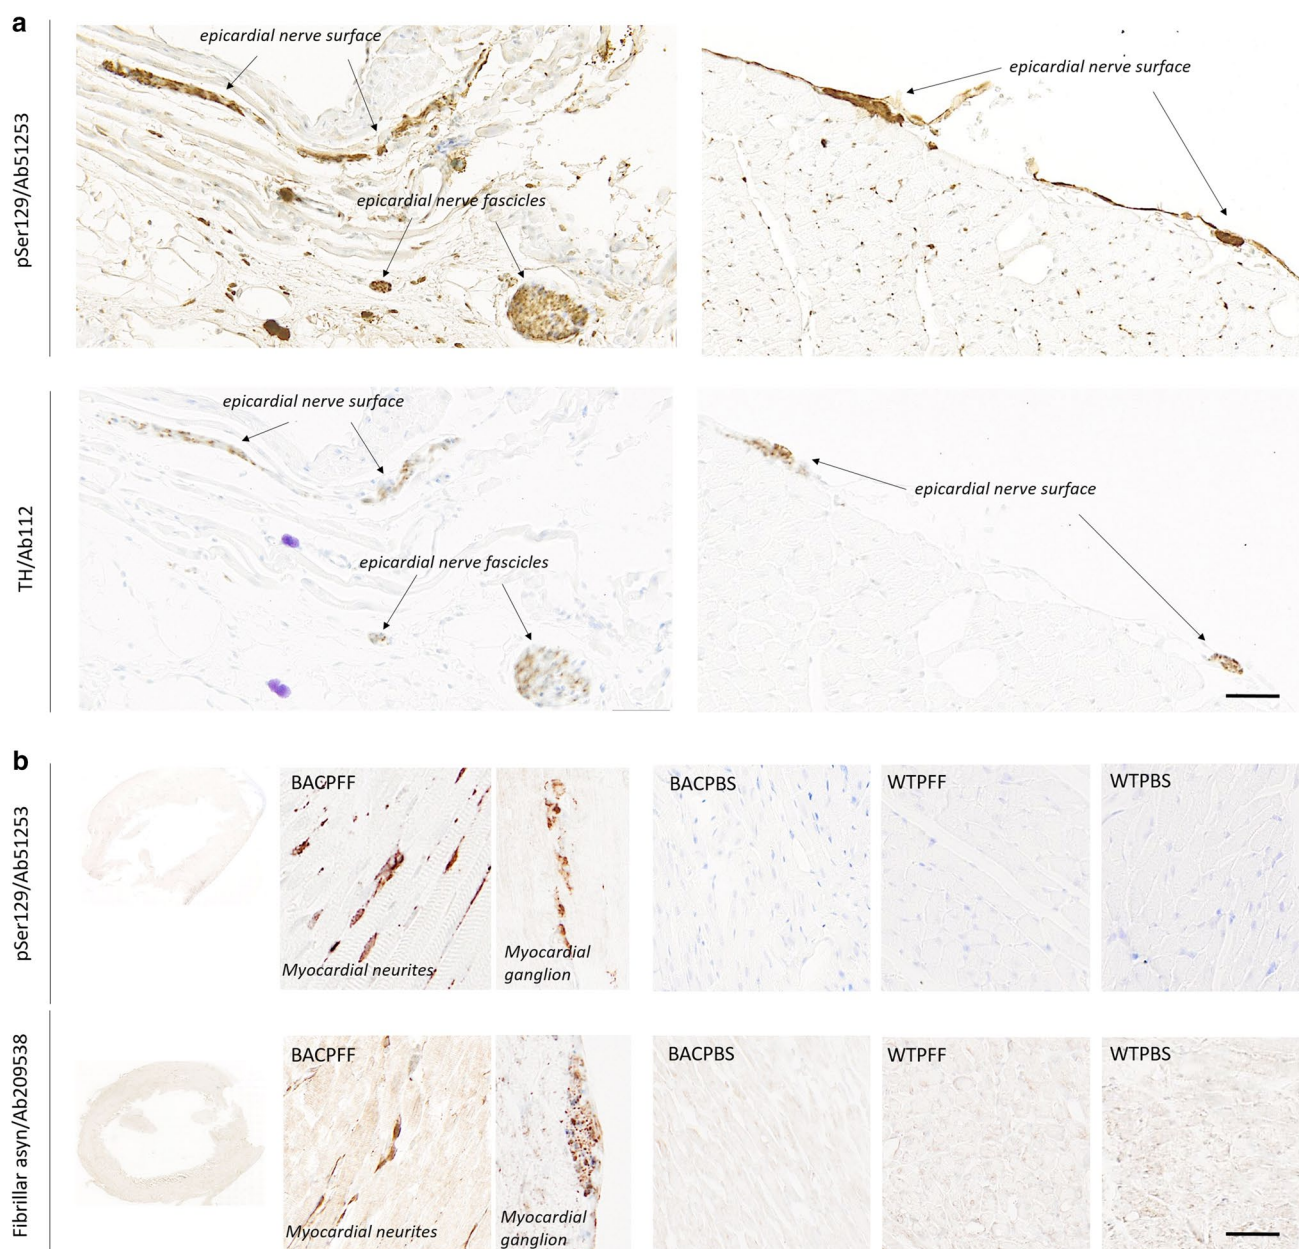 a
pSer129/Ab51253
epicardial nerve surface
epicardial nerve fascicles
epicardial nerve surface
TH/Ab112
epicardial nerve surface
epicardial nerve fascicles
epicardial nerve surface
b
pSer129/Ab51253
BACPFF
Myocardial neurites
Myocardial
ganglion
BACPBS
WTPFF
WTPBS
Fibrillar asyn/Ab209538
BACPFF
Myocardial neurites
Myocardial
ganglion
BACPBS
WTPFF
WTPBS